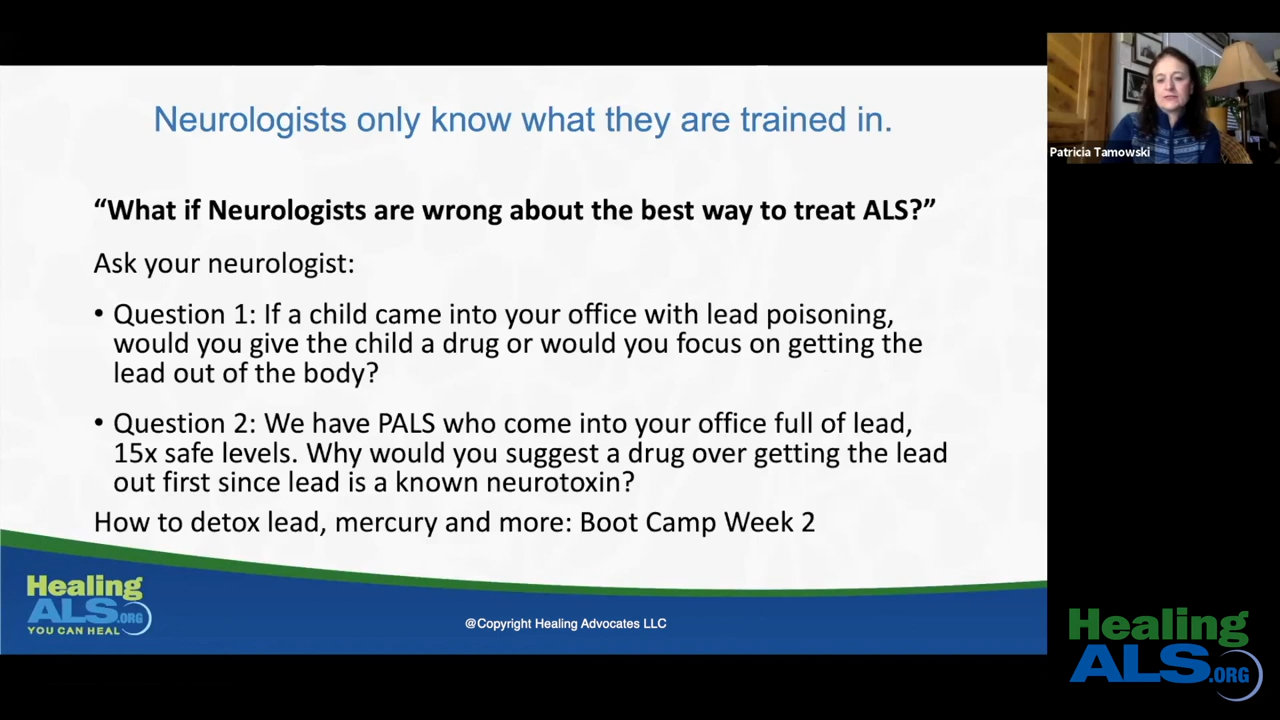 Neurologists only know what they are trained in.
Patricia Tamowski
“What if Neurologists are wrong about the best way to treat ALS?”
Ask your neurologist:
• Question 1: If a child came into your office with lead poisoning,
would you give the child a drug or would you focus on getting the
lead out of the body?
• Question 2: We have PALS who come into your office full of lead,
15x safe levels. Why would you suggest a drug over getting the lead
out first since lead is a known neurotoxin?
How to detox lead, mercury and more: Boot Camp Week 2
Healing
ALS.ORG
YOU CAN HEAL
@Copyright Healing Advocates LLC
Healing
ALS.ORG